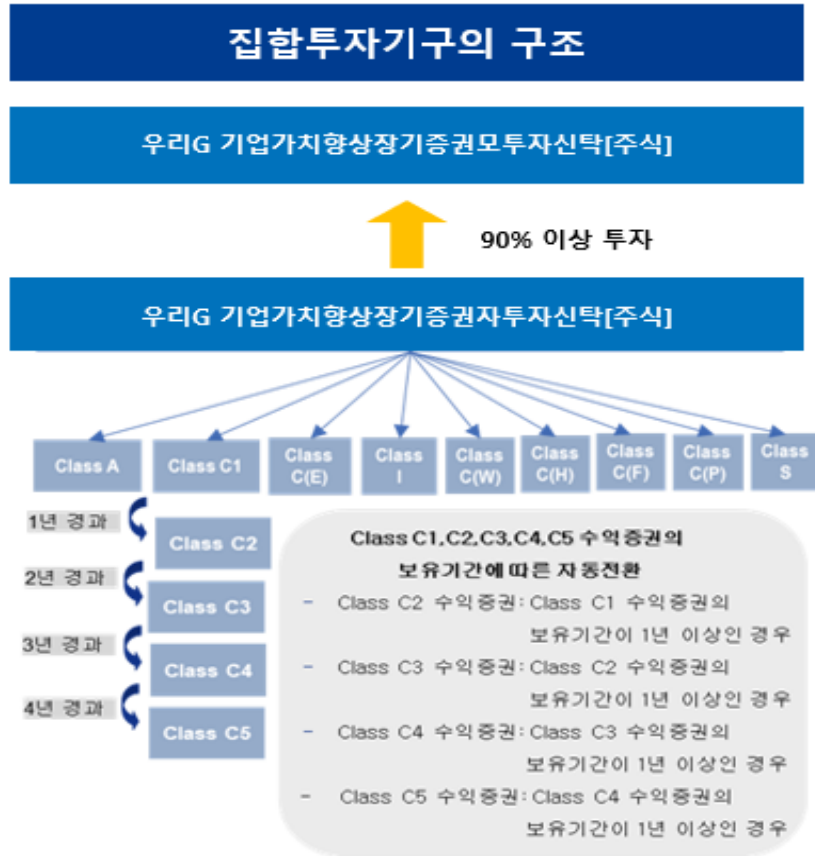 집합투자기구의 구조
우리G 기업가치향상장기증권모투자신탁[주식]
90% 이상 투자
우리G 기업가치향상장기증권자투자신탁[주식]
Class A
Class C1
Class
C(E)
Class
I
Class
C(W)
Class
C(H)
Class
C(F)
Class
C(P)
Class
S
1년 경과
Class C2
2년 경과
Class C3
3년 경과
Class C4
4년 경과
Class C5
Class C1,C2,C3,C4,C5 수익증권의
보유기간에 따른 자동전환
- Class C2 수익증권: Class C1 수익증권의
보유기간이 1년 이상인 경우
- Class C3 수익증권: Class C2 수익증권의
보유기간이 1년 이상인 경우
- Class C4 수익증권: Class C3 수익증권의
보유기간이 1년 이상인 경우
- Class C5 수익증권: Class C4 수익증권의
보유기간이 1년 이상인 경우